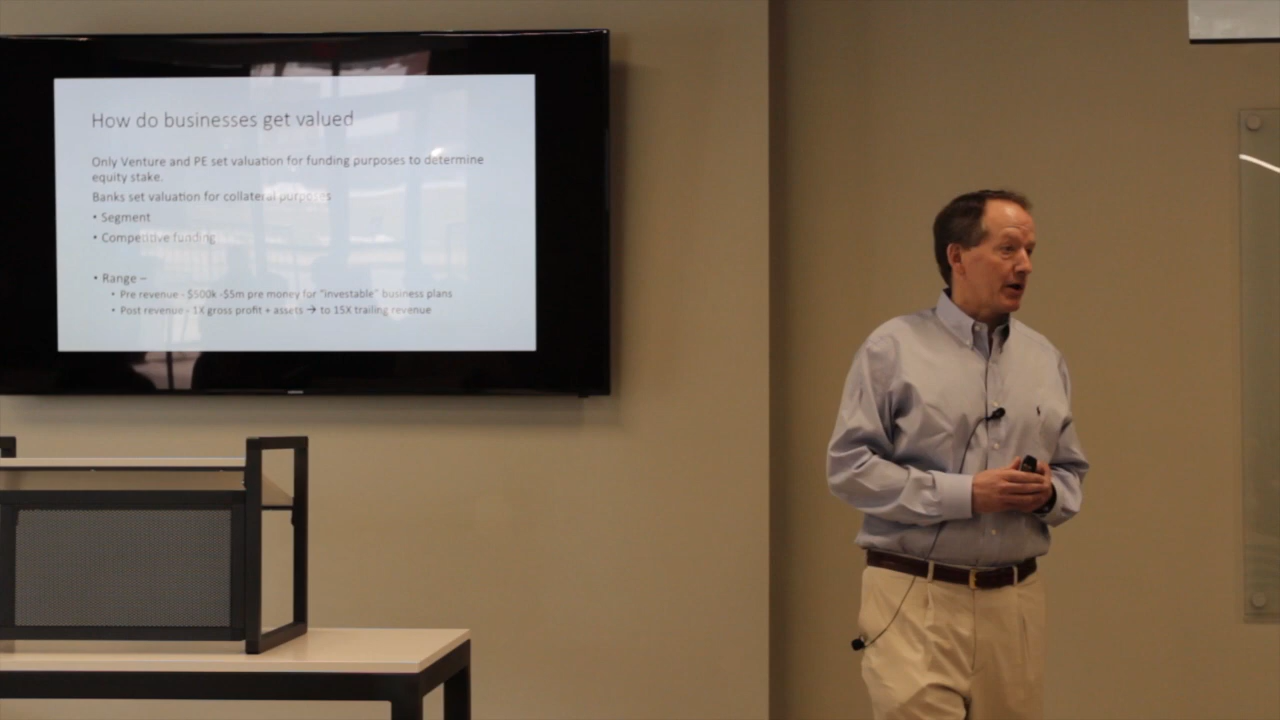 How do businesses get valued
Only Venture and PE set valuation for funding purposes to determine
equity stake.
Banks set valuation for collateral purposes
• Segment
• Competitive funding
• Range –
• Pre revenue - $500k -$5m pre money for "investable" business plans
• Post revenue - 1X gross profit + assets → to 15X trailing revenue